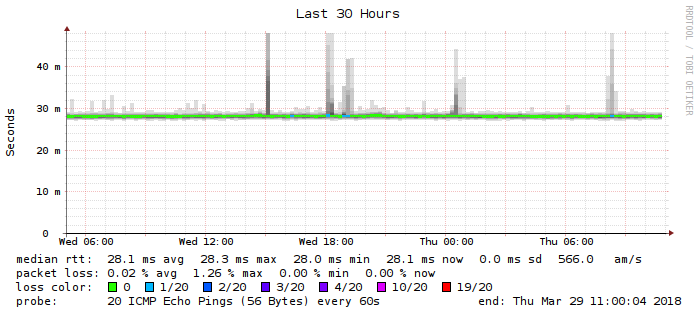 Last 30 Hours
RRDTOOL / TOBI OETIKER
Seconds
40 m
30 m
20 m
10 m
0
Wed 06:00 Wed 12:00 Wed 18:00 Thu 00:00 Thu 06:00
median rtt: 28.1 ms avg 28.3 ms max 28.0 ms min 28.1 ms now 0.0 ms sd 566.0 am/s
packet loss: 0.02 % avg 1.26 % max 0.00 % min 0.00 % now
loss color: 0 1/20 2/20 3/20 4/20 10/20 19/20
probe: 20 ICMP Echo Pings (56 Bytes) every 60s end: Thu Mar 29 11:00:04 2018